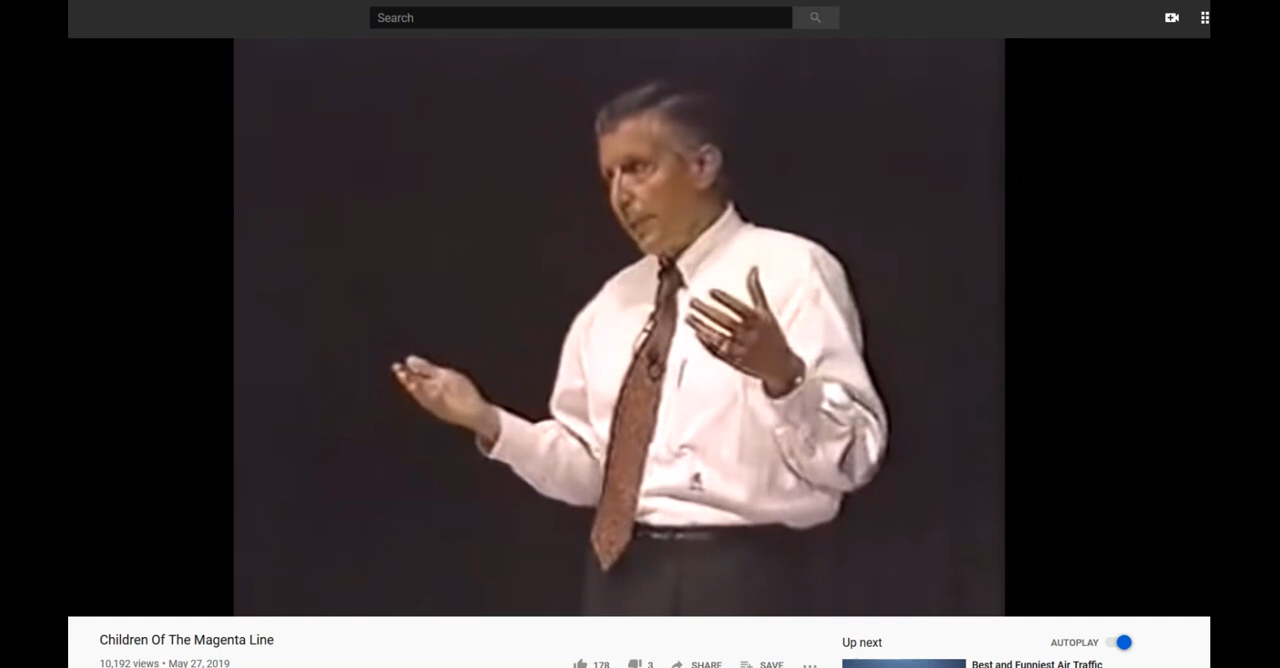 Search
Children Of The Magenta Line
10,192 views • May 27, 2019
178
3
SHARE
SAVE
Up next
AUTOPLAY
Best and Funniest Air Traffic